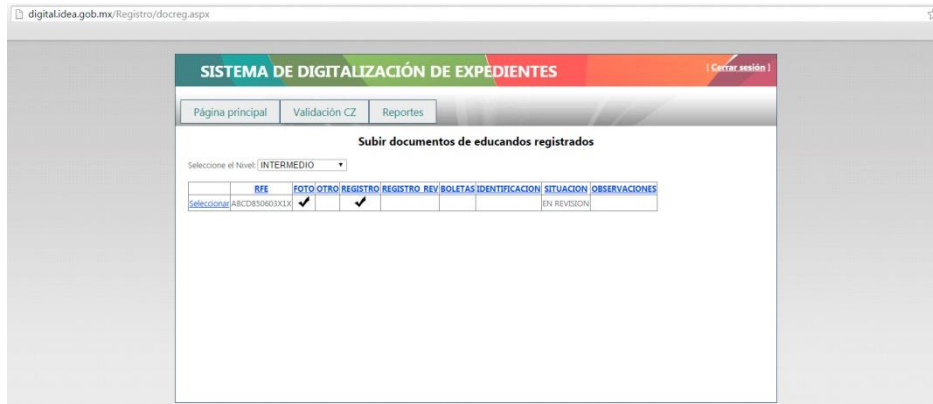 digital.idea.gob.mx/Registro/docreg.aspx
SISTEMA DE DIGITALIZACIÓN DE EXPEDIENTES
| Cerrar sesión |
Página principal Validación CZ Reportes
Subir documentos de educandos registrados
Seleccione el Nivel: INTERMEDIO
RFE FOTO OTRO REGISTRO REGISTRO_REV BOLETAS IDENTIFICACION SITUACION OBSERVACIONES
Seleccionar ABCD850603X1X EN REVISION